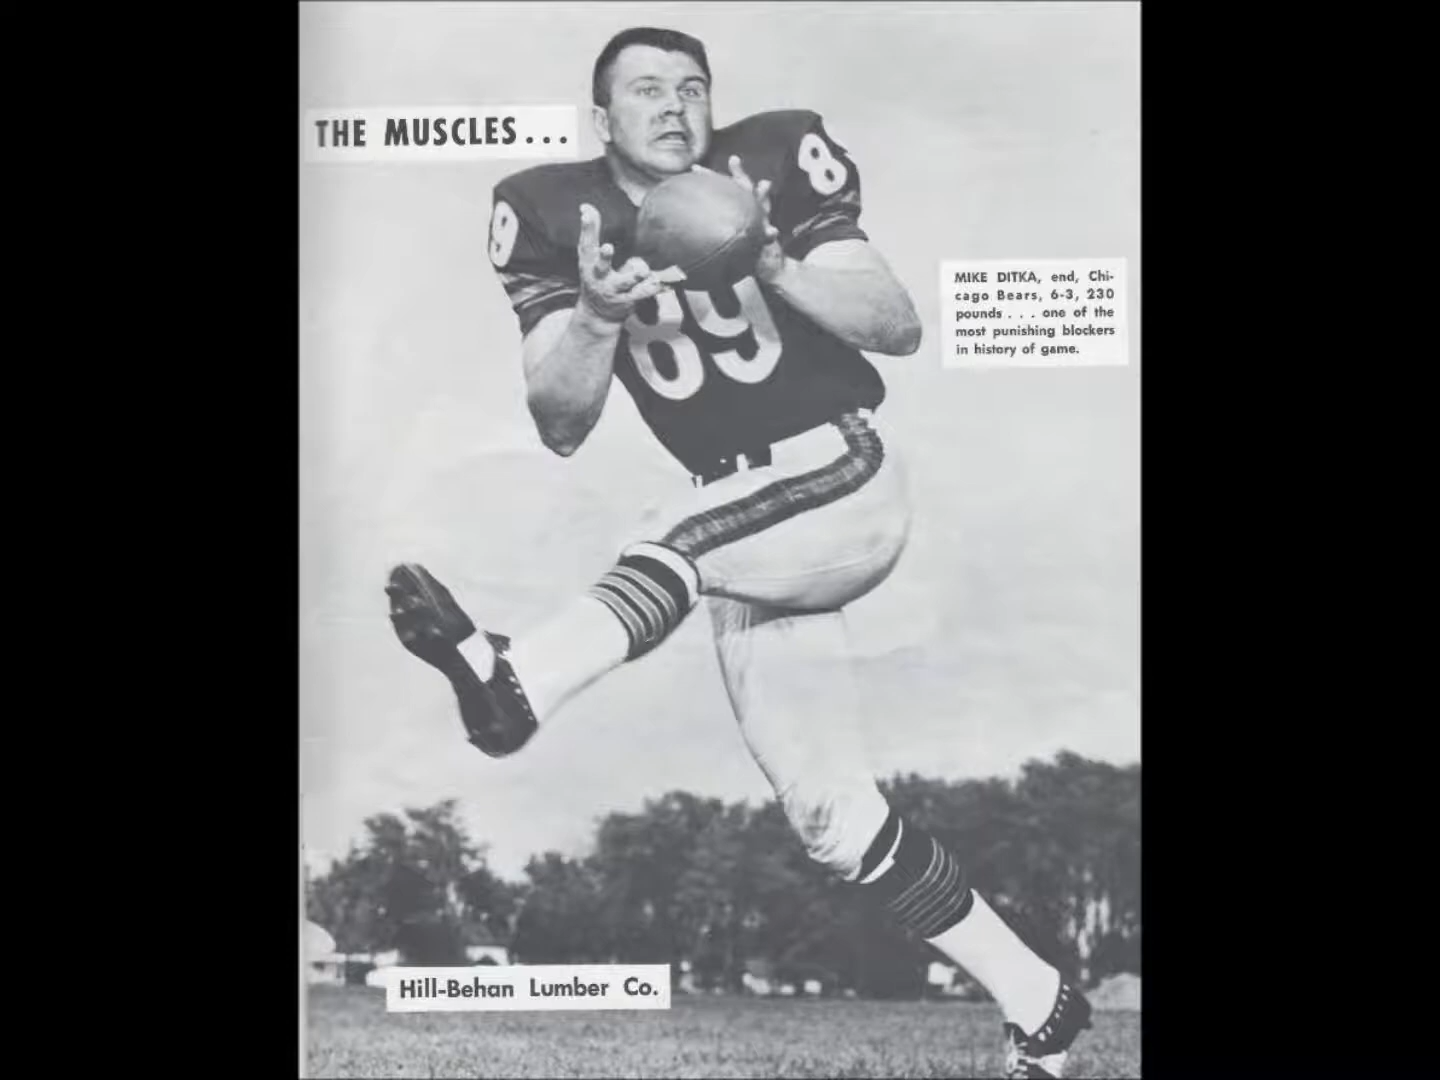 THE MUSCLES...
8
9
89
MIKE DITKA, end, Chi-
cago Bears, 6-3, 230
pounds . . . one of the
most punishing blockers
in history of game.
Hill-Behan Lumber Co.